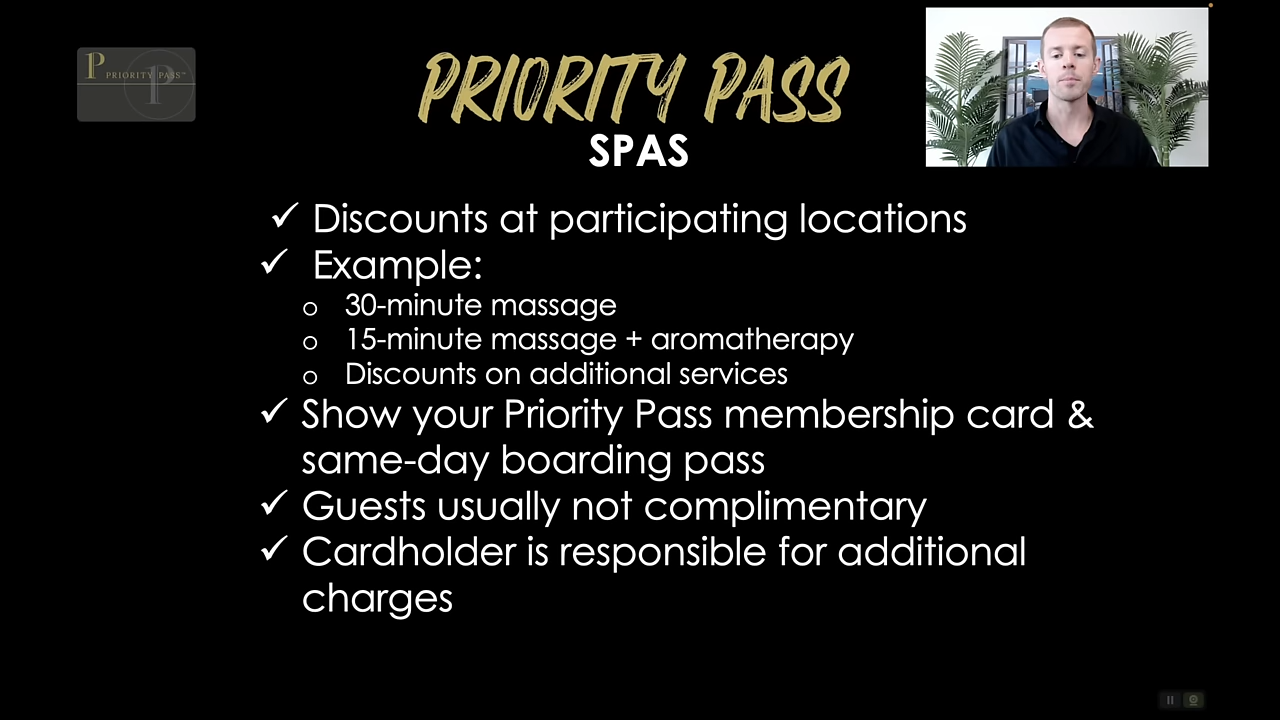 P PRIORITY PASS™
PRIORITY PASS
SPAS
✓ Discounts at participating locations
✓ Example:
o 30-minute massage
o 15-minute massage + aromatherapy
o Discounts on additional services
✓ Show your Priority Pass membership card &
same-day boarding pass
✓ Guests usually not complimentary
✓ Cardholder is responsible for additional
charges